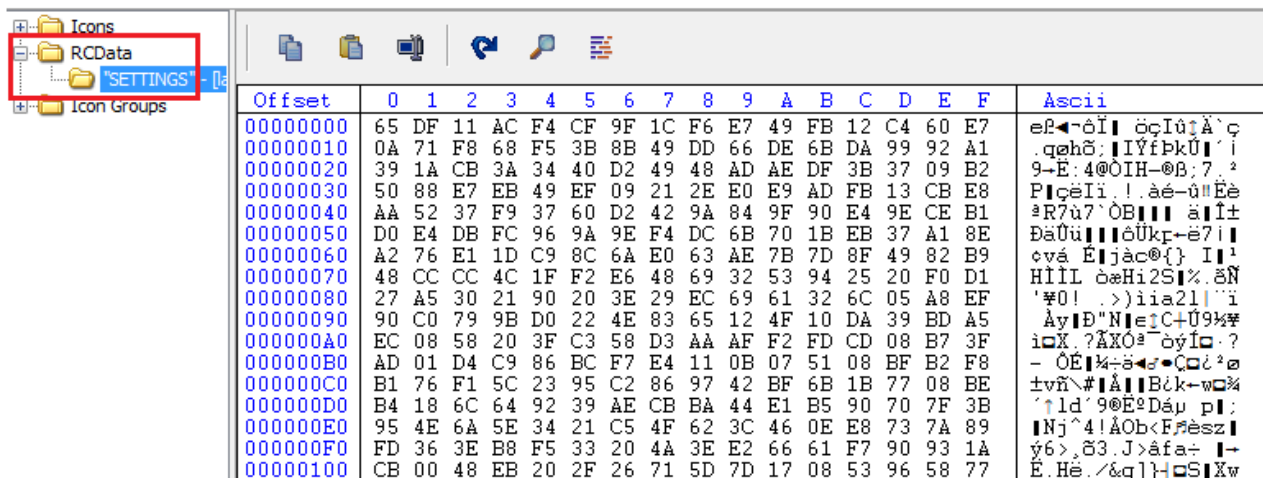 Icons
RCData
"SETTINGS" - [la
Icon Groups
Offset 0 1 2 3 4 5 6 7 8 9 A B C D E F Ascii
00000000 65 DF 11 AC F4 CF 9F 1C F6 E7 49 FB 12 C4 60 E7
00000010 0A 71 F8 68 F5 3B 8B 49 DD 66 DE 6B DA 99 92 A1
00000020 39 1A CB 3A 34 40 D2 49 48 AD AE DF 3B 37 09 B2
00000030 50 88 E7 EB 49 EF 09 21 2E E0 E9 AD FB 13 CB E8
00000040 AA 52 37 F9 37 60 D2 42 9A 84 9F 90 E4 9E CE B1
00000050 D0 E4 DB FC 96 9A 9E F4 DC 6B 70 1B EB 37 A1 8E
00000060 A2 76 E1 1D C9 8C 6A E0 63 AE 7B 7D 8F 49 82 B9
00000070 48 CC CC 4C 1F F2 E6 48 69 32 53 94 25 20 F0 D1
00000080 27 A5 30 21 90 20 3E 29 EC 69 61 32 6C 05 A8 EF
00000090 90 C0 79 9B D0 22 4E 83 65 12 4F 10 DA 39 BD A5
000000A0 EC 08 58 20 3F C3 58 D3 AA AF F2 FD CD 08 B7 3F
000000B0 AD 01 D4 C9 86 BC F7 E4 11 0B 07 51 08 BF B2 F8
000000C0 B1 76 F1 5C 23 95 C2 86 97 42 BF 6B 1B 77 08 BE
000000D0 B4 18 6C 64 92 39 AE CB BA 44 E1 B5 90 70 7F 3B
000000E0 95 4E 6A 5E 34 21 C5 4F 62 3C 46 0E E8 73 7A 89
000000F0 FD 36 3E B8 F5 33 20 4A 3E E2 66 61 F7 90 93 1A
00000100 CB 00 48 EB 20 2F 26 71 5D 7D 17 08 53 96 58 77